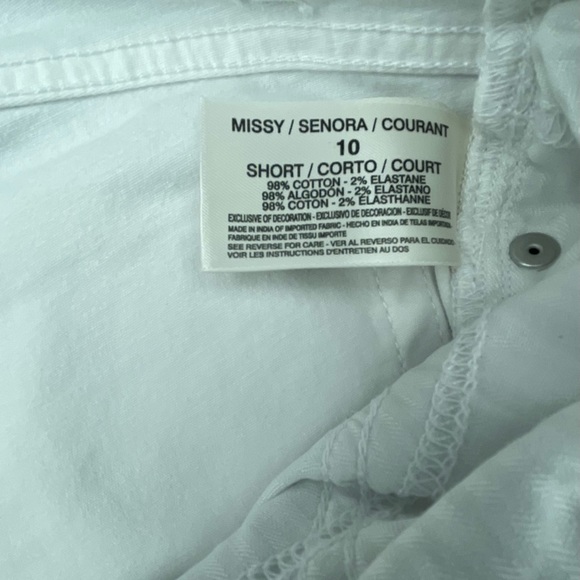 MISSY / SENORA / COURANT
10
SHORT / CORTO / COURT
98% COTTON - 2% ELASTANE
98% ALGODÓN - 2% ELASTANO
98% COTON - 2% ÉLASTHANNE
EXCLUSIVE OF DECORATION - EXCLUSIVO DE DECORACION - EXCLUSIF DE DÉCOR
MADE IN INDIA OF IMPORTED FABRIC - HECHO EN INDIA DE TELAS
FABRIQUE EN INDE DE TISSU IMPORTE
SEE REVERSE FOR CARE - VER AL REVERSO PARA EL CUIDADO
VOIR LES INSTRUCTIONS D'ENTRETIEN AU DOS